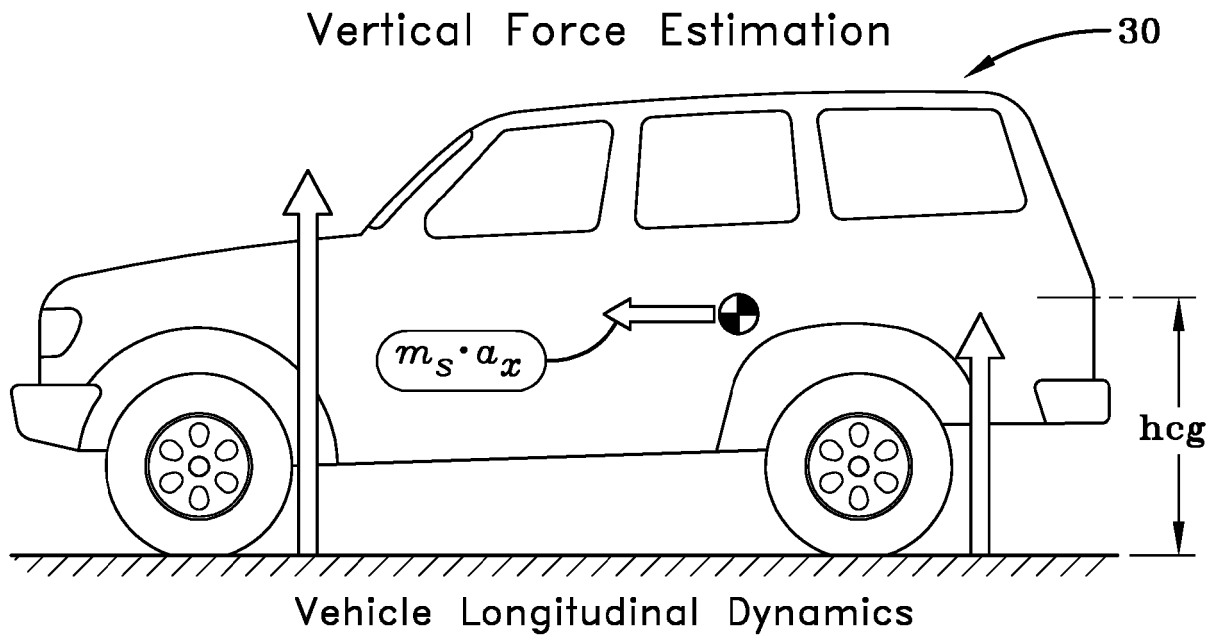 Vertical Force Estimation
30
m_s · a_x
hcg
Vehicle Longitudinal Dynamics